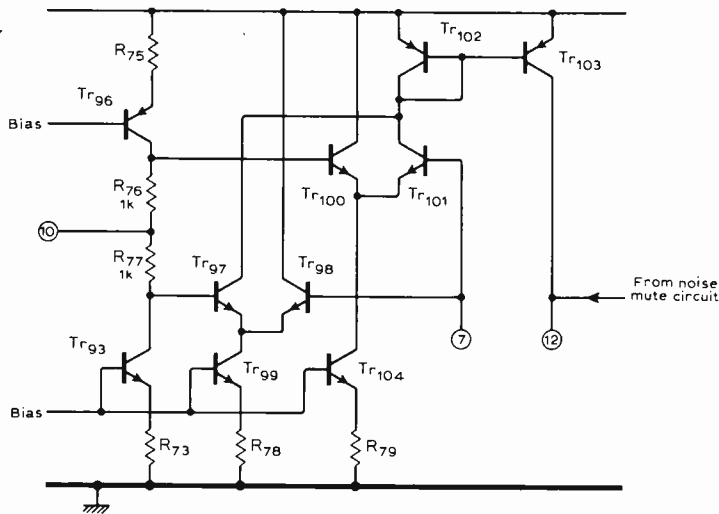 R75
Tr96
Bias
R76
1k
10
R77
1k
Tr97
Tr98
Tr93
Tr99
Bias
R73
R78
R79
Tr100
Tr101
Tr102
Tr103
Tr104
From noise
mute circuit
7
12